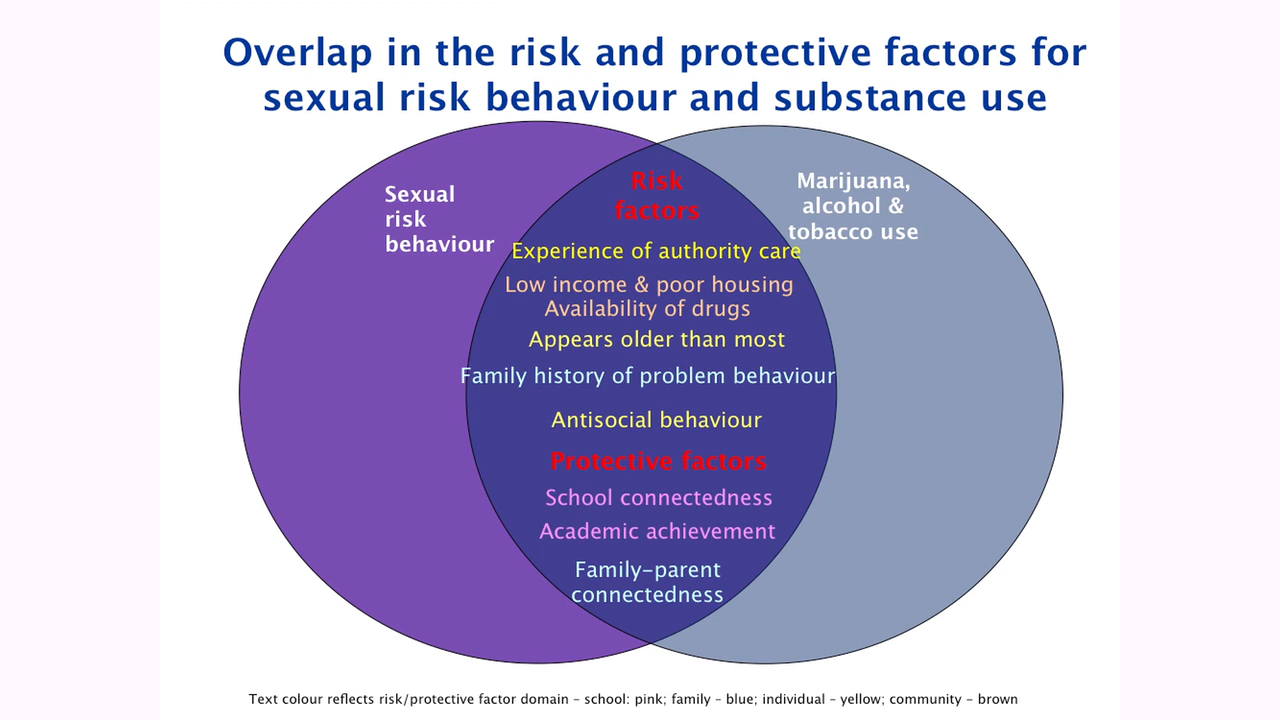 Overlap in the risk and protective factors for
sexual risk behaviour and substance use
Sexual
risk
behaviour
Risk
factors
Marijuana,
alcohol &
tobacco use
Experience of authority care
Low income & poor housing
Availability of drugs
Appears older than most
Family history of problem behaviour
Antisocial behaviour
Protective factors
School connectedness
Academic achievement
Family–parent
connectedness
Text colour reflects risk/protective factor domain – school: pink; family – blue; individual – yellow; community – brown